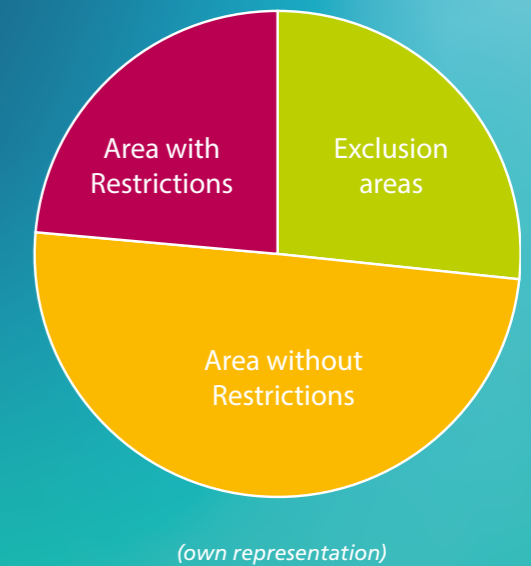 Area with
Restrictions
Exclusion
areas
Area without
Restrictions
(own representation)